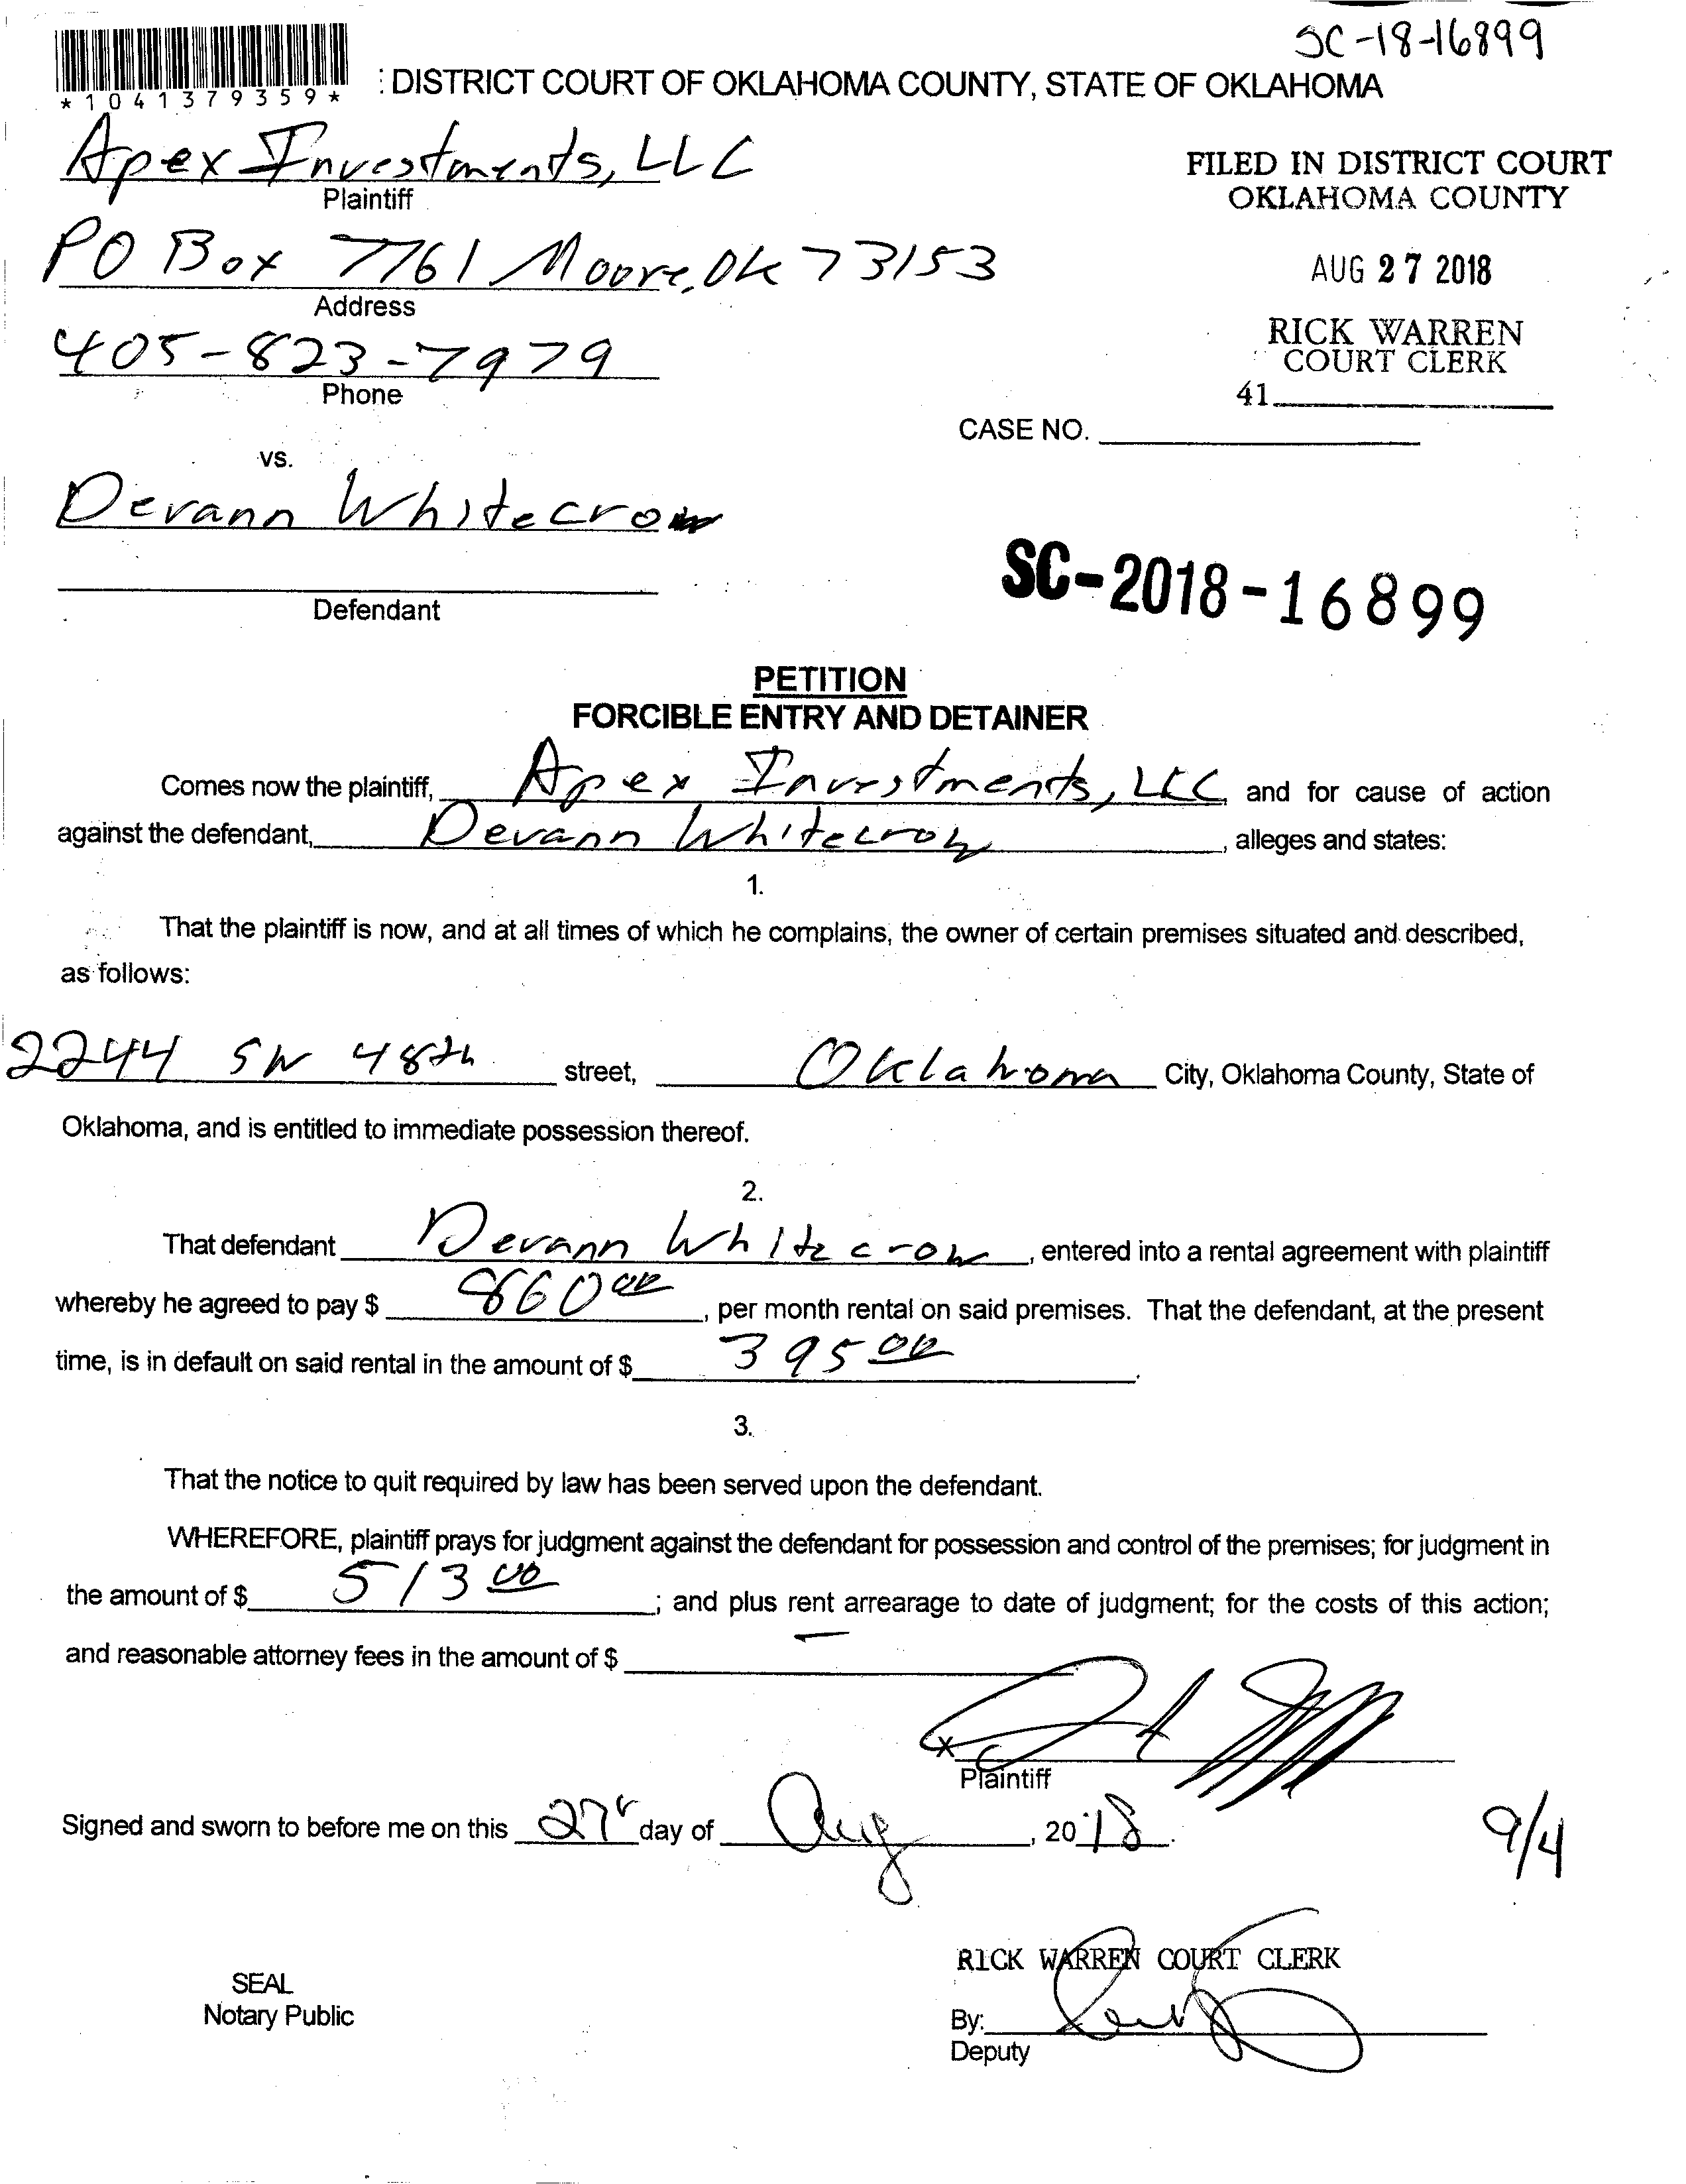 SC-18-16899
*1041379359*
: DISTRICT COURT OF OKLAHOMA COUNTY, STATE OF OKLAHOMA
Apex Investments, LLC
Plaintiff
FILED IN DISTRICT COURT
OKLAHOMA COUNTY
PO Box 7761 Moore, OK 73153
Address
AUG 27 2018
405-823-7979
Phone
RICK WARREN
COURT CLERK
41
CASE NO.
vs.
Devann Whitecrow
Defendant
SC-2018-16899
PETITION
FORCIBLE ENTRY AND DETAINER
Comes now the plaintiff, Apex Investments, LLC and for cause of action
against the defendant, Devann Whitecrow, alleges and states:
1.
That the plaintiff is now, and at all times of which he complains, the owner of certain premises situated and described,
as follows:
2244 SW 48th street, Oklahoma City, Oklahoma County, State of
Oklahoma, and is entitled to immediate possession thereof.
2.
That defendant Devann Whitecrow, entered into a rental agreement with plaintiff
whereby he agreed to pay $ 860 00, per month rental on said premises. That the defendant, at the present
time, is in default on said rental in the amount of $ 395 00.
3.
That the notice to quit required by law has been served upon the defendant.
WHEREFORE, plaintiff prays for judgment against the defendant for possession and control of the premises; for judgment in
the amount of $ 513 00; and plus rent arrearage to date of judgment; for the costs of this action;
and reasonable attorney fees in the amount of $
x
Plaintiff
Signed and sworn to before me on this 27 day of Aug, 2018.
9/4
RICK WARREN COURT CLERK
SEAL
Notary Public
By:
Deputy